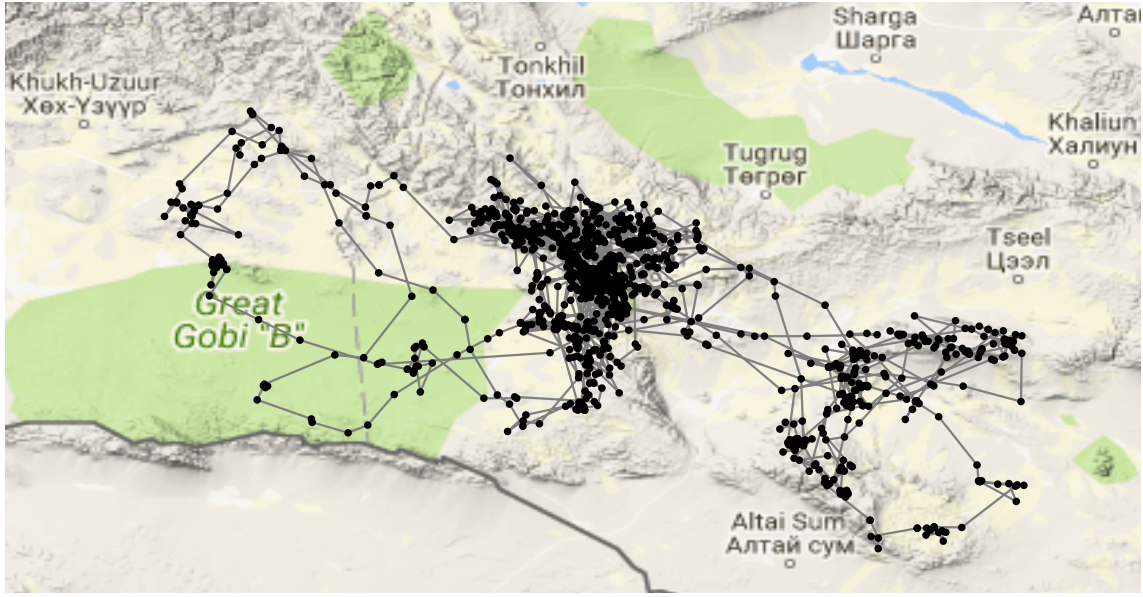 Sharga
Шарга
Алтаі
Tonkhil
Тонхил
Khukh-Uzuur
Хөх-Үзүүр
Khaliun
Халиун
Tugrug
Төгрөг
Tseel
Цээл
Great
Gobi "B"
Altai Sum
Алтай сум